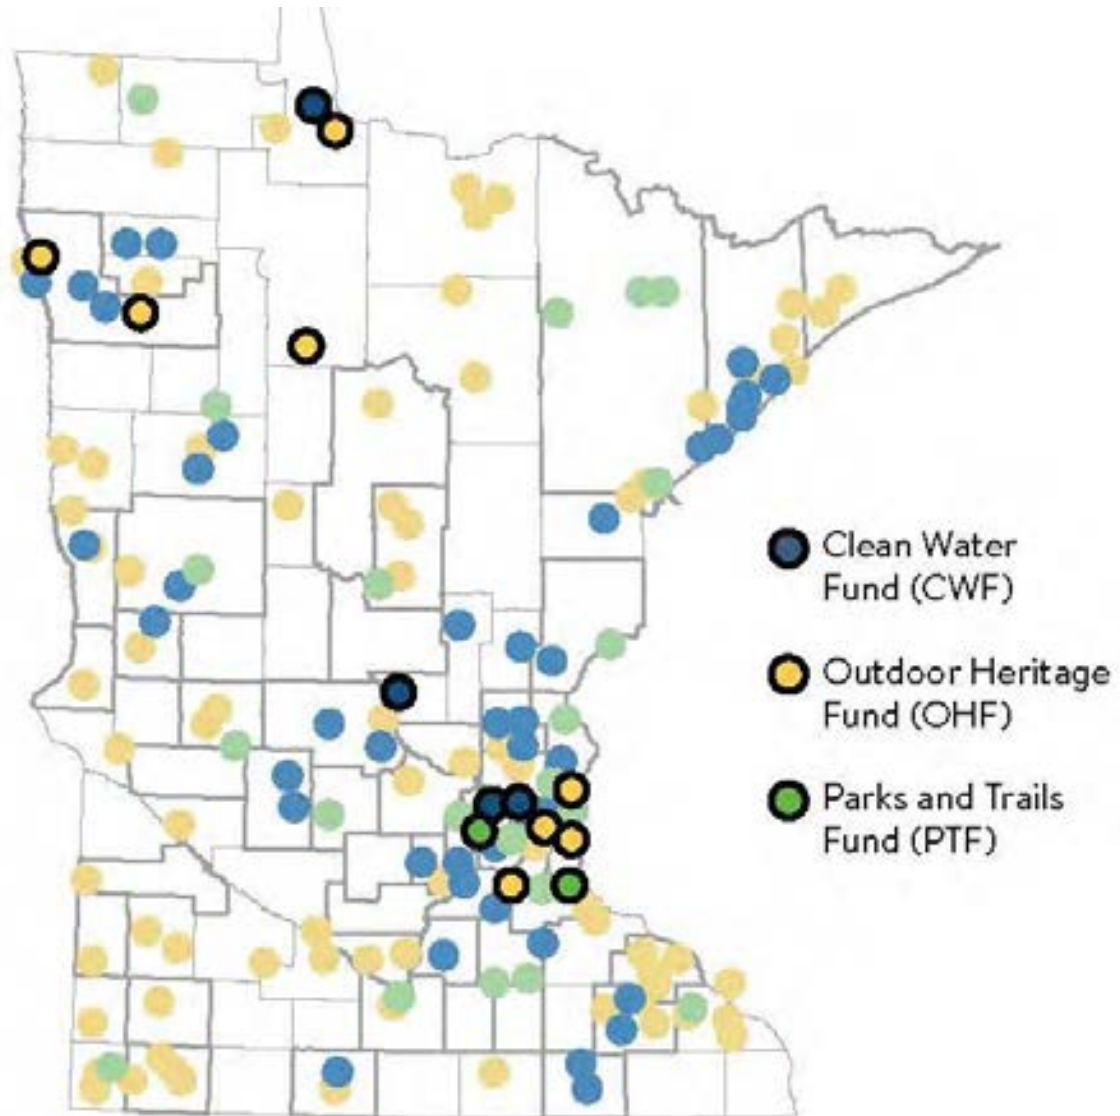 Clean Water
Fund (CWF)
Outdoor Heritage
Fund (OHF)
Parks and Trails
Fund (PTF)